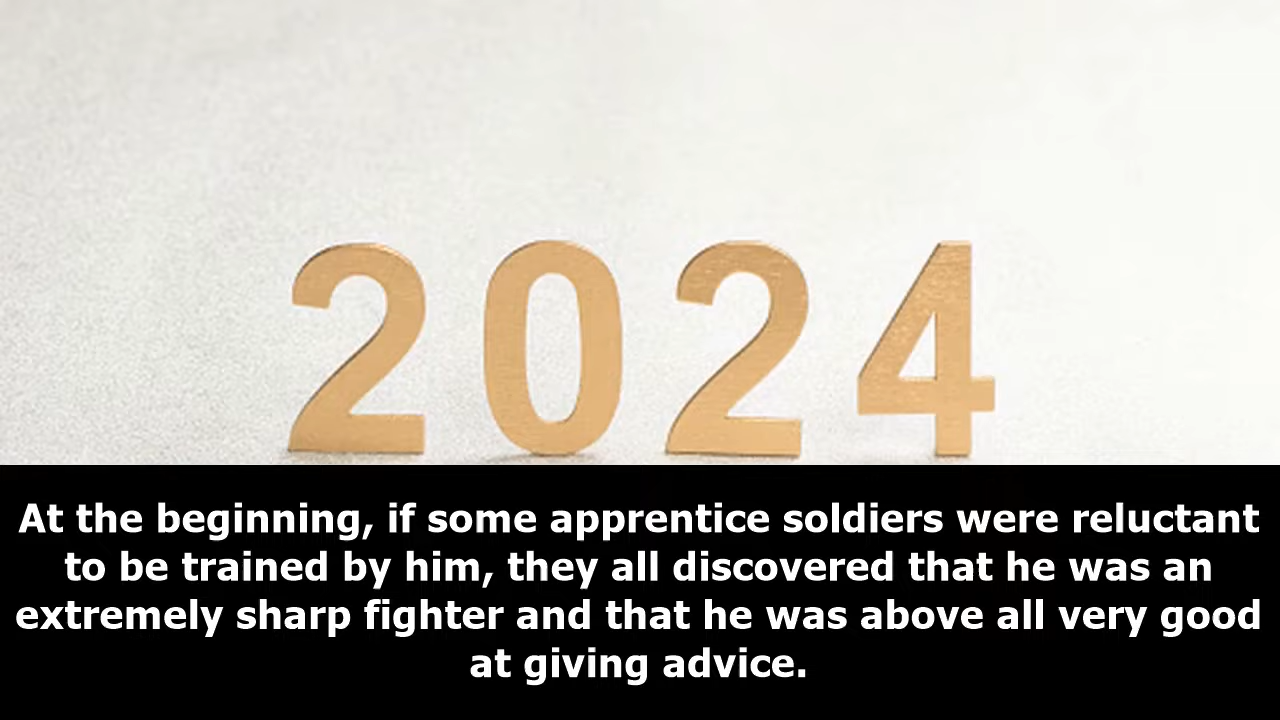 2024
At the beginning, if some apprentice soldiers were reluctant
to be trained by him, they all discovered that he was an
extremely sharp fighter and that he was above all very good
at giving advice.